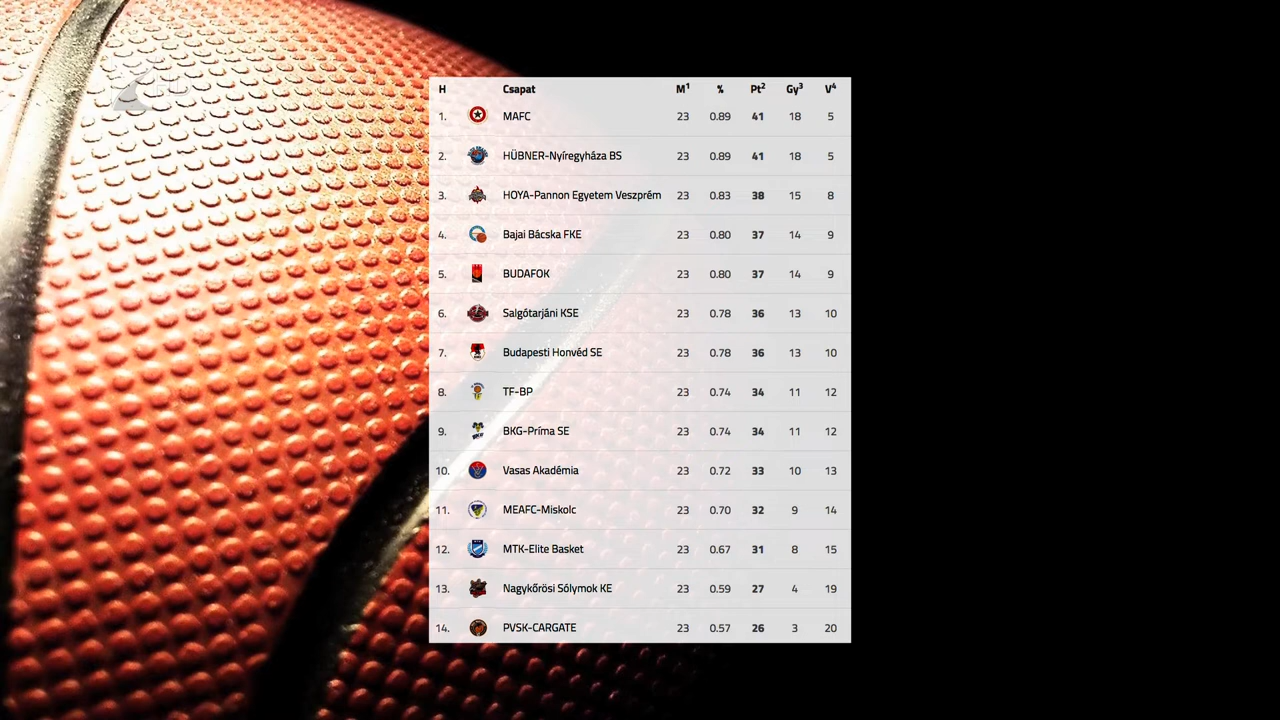 HD
H Csapat M1 % Pt2 Gy3 V4
1. MAFC 23 0.89 41 18 5
2. HÜBNER-Nyíregyháza BS 23 0.89 41 18 5
3. HOYA-Pannon Egyetem Veszprém 23 0.83 38 15 8
4. Bajai Bácska FKE 23 0.80 37 14 9
5. BUDAFOK 23 0.80 37 14 9
6. Salgótarjáni KSE 23 0.78 36 13 10
7. Budapesti Honvéd SE 23 0.78 36 13 10
8. TF-BP 23 0.74 34 11 12
9. BKG-Príma SE 23 0.74 34 11 12
10. Vasas Akadémia 23 0.72 33 10 13
11. MEAFC-Miskolc 23 0.70 32 9 14
12. MTK-Elite Basket 23 0.67 31 8 15
13. Nagykőrösi Sólymok KE 23 0.59 27 4 19
14. PVSK-CARGATE 23 0.57 26 3 20